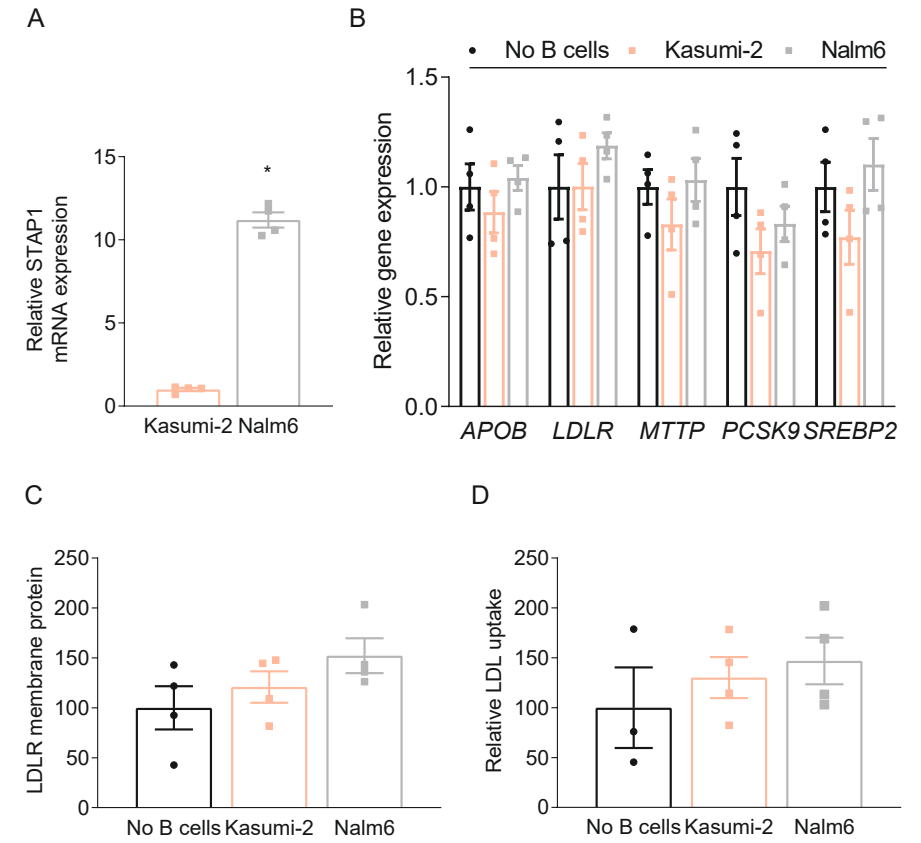 A
Relative STAP1
mRNA expression
15
10
5
0
*
Kasumi-2 Nalm6
B
No B cells Kasumi-2 Nalm6
Relative gene expression
1.5
1.0
0.5
0.0
APOB LDLR MTTP PCSK9 SREBP2
C
LDLR membrane protein
250
200
150
100
50
0
No B cells Kasumi-2 Nalm6
D
Relative LDL uptake
250
200
150
100
50
0
No B cells Kasumi-2 Nalm6